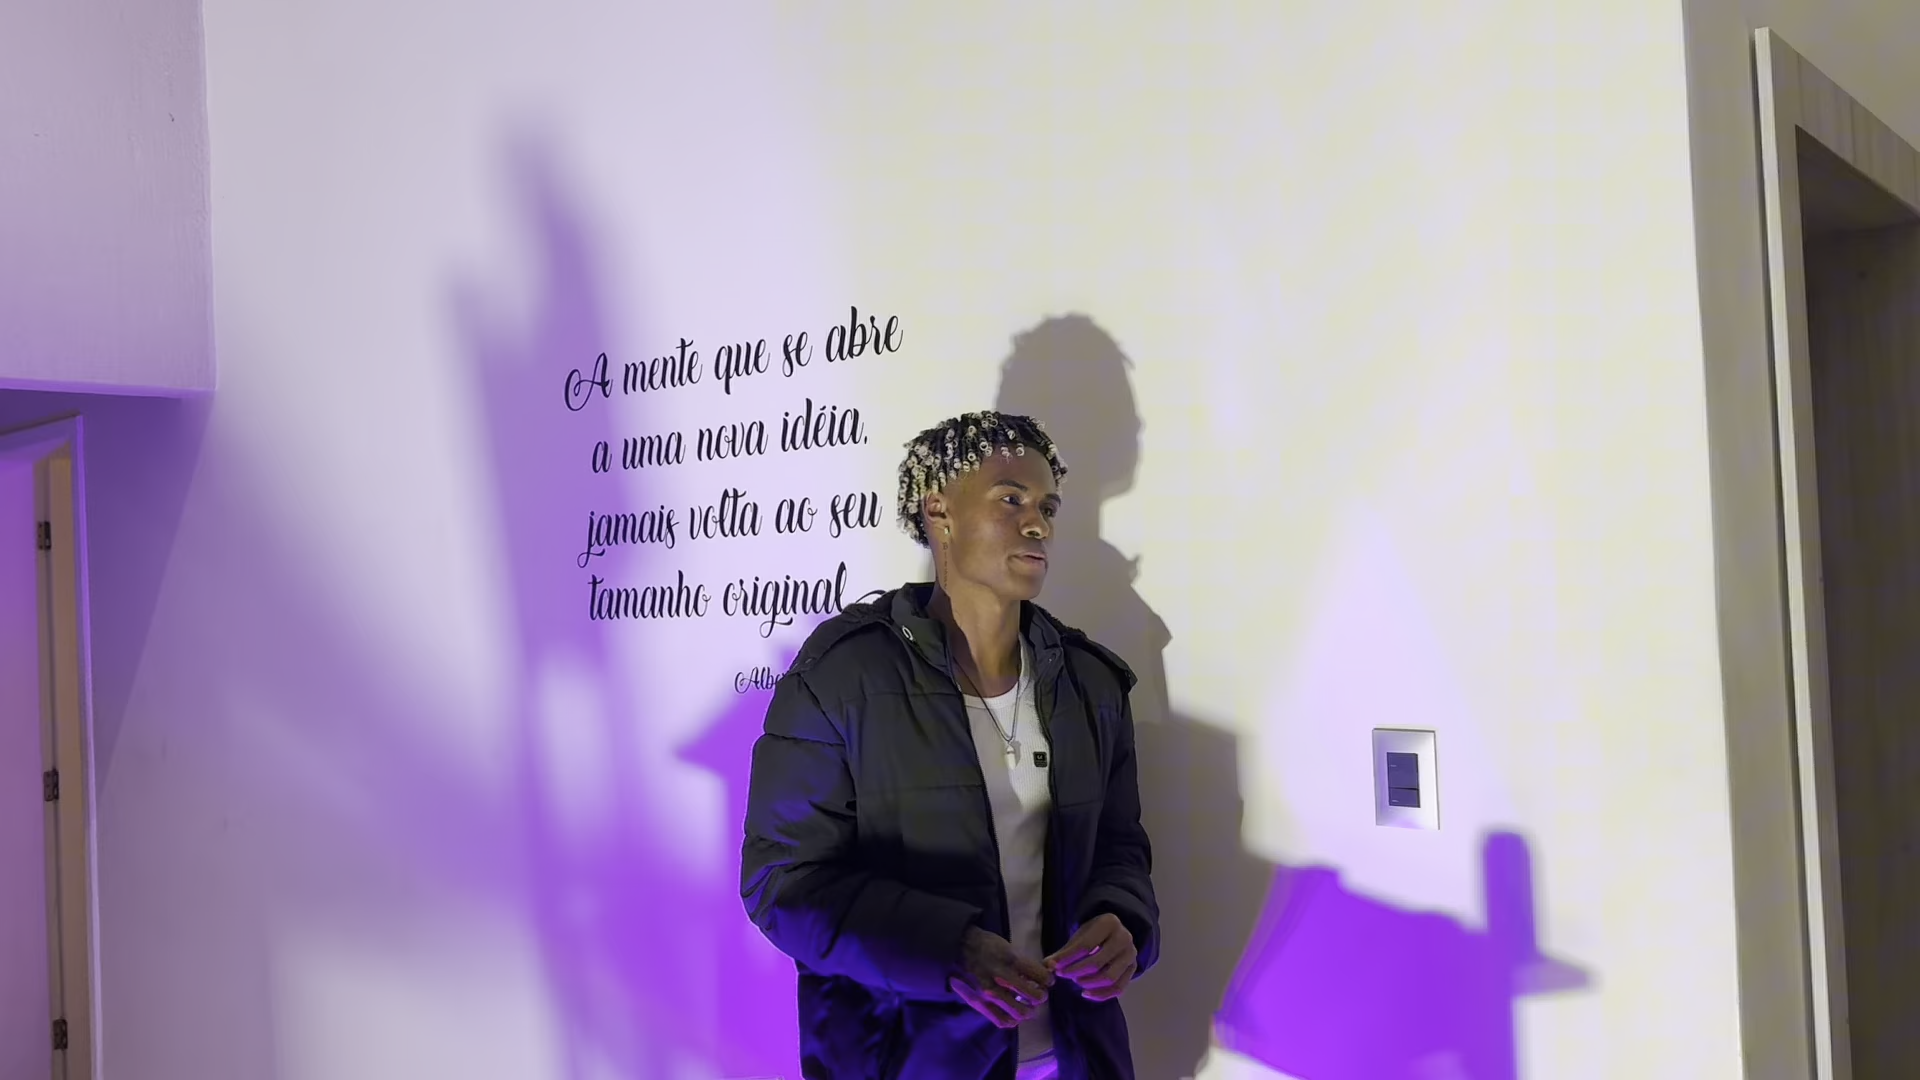 A mente que se abre
a uma nova idéia,
jamais volta ao seu
tamanho original